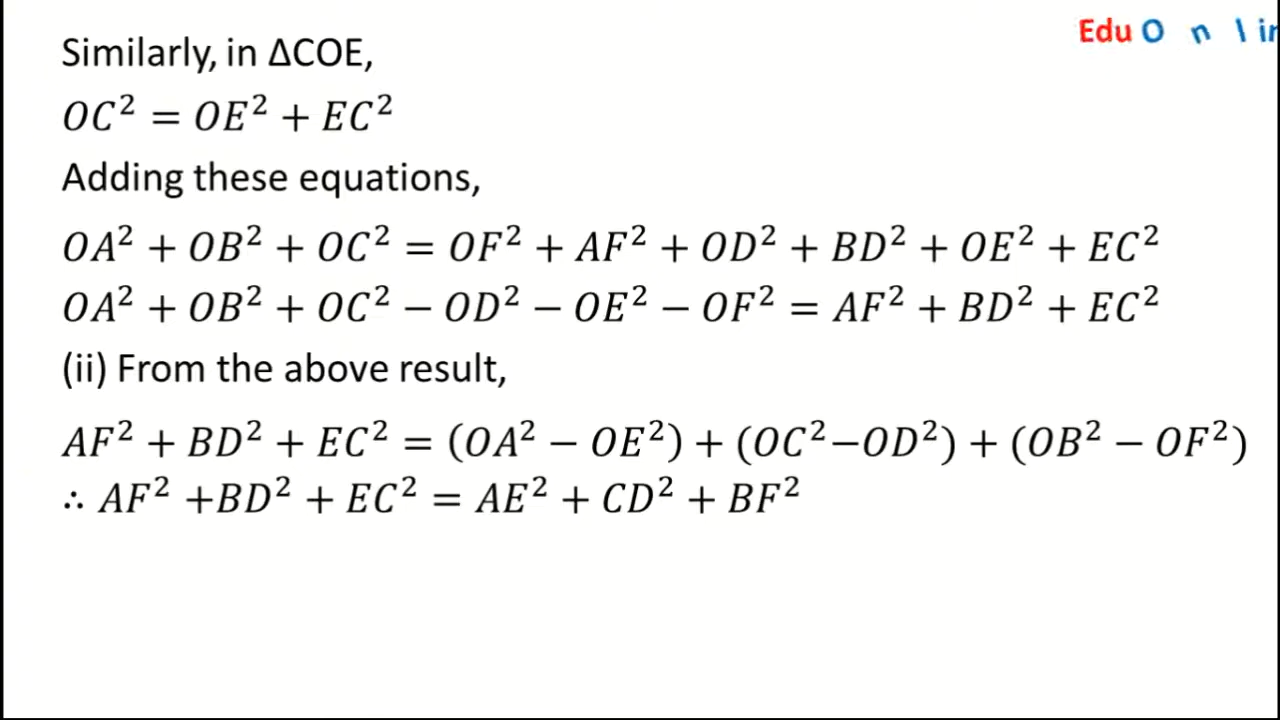 Edu O n l in
Similarly, in ΔCOE,
OC² = OE² + EC²
Adding these equations,
OA² + OB² + OC² = OF² + AF² + OD² + BD² + OE² + EC²
OA² + OB² + OC² − OD² − OE² − OF² = AF² + BD² + EC²
(ii) From the above result,
AF² + BD² + EC² = (OA² − OE²) + (OC²−OD²) + (OB² − OF²)
∴ AF² +BD² + EC² = AE² + CD² + BF²